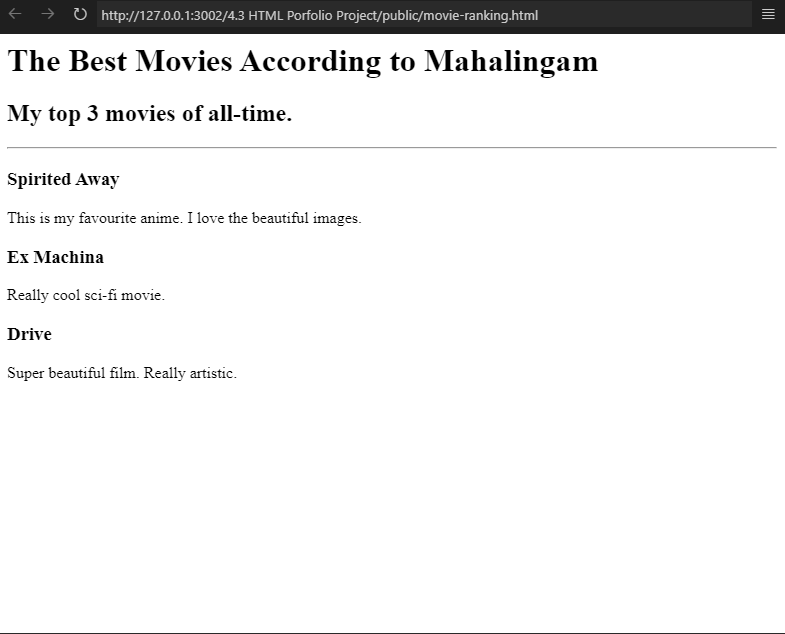 http://127.0.0.1:3002/4.3 HTML Porfolio Project/public/movie-ranking.html
The Best Movies According to Mahalingam
My top 3 movies of all-time.
Spirited Away
This is my favourite anime. I love the beautiful images.
Ex Machina
Really cool sci-fi movie.
Drive
Super beautiful film. Really artistic.